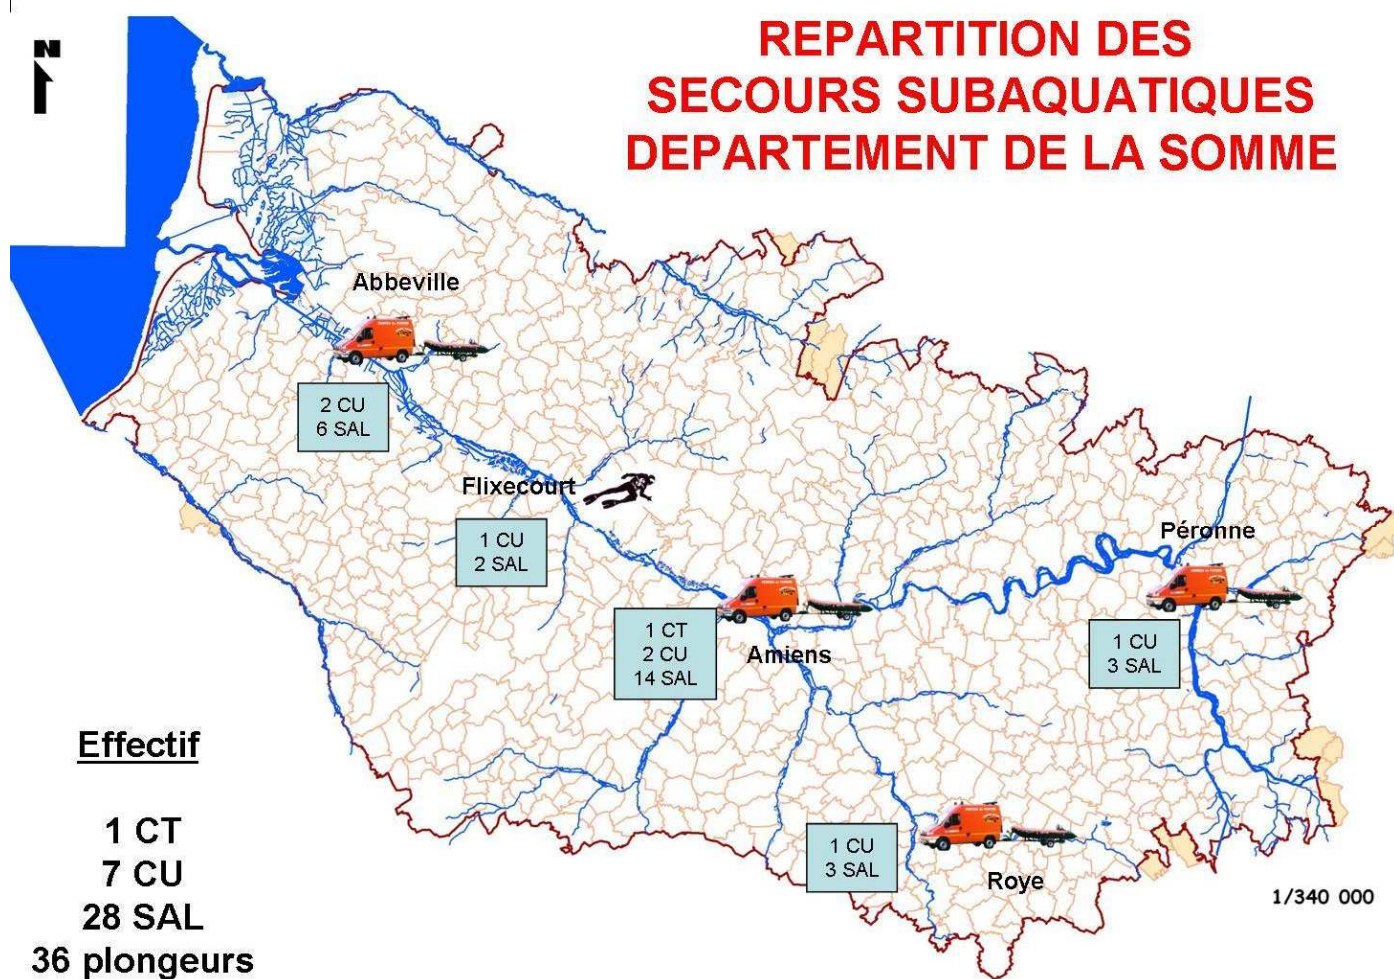 N
REPARTITION DES
SECOURS SUBAQUATIQUES
DEPARTEMENT DE LA SOMME
Abbeville
2 CU
6 SAL
Flixecourt
1 CU
2 SAL
Péronne
1 CU
3 SAL
1 CT
2 CU
14 SAL
Amiens
Effectif
1 CT
7 CU
28 SAL
36 plongeurs
1 CU
3 SAL
Roye
1/340 000